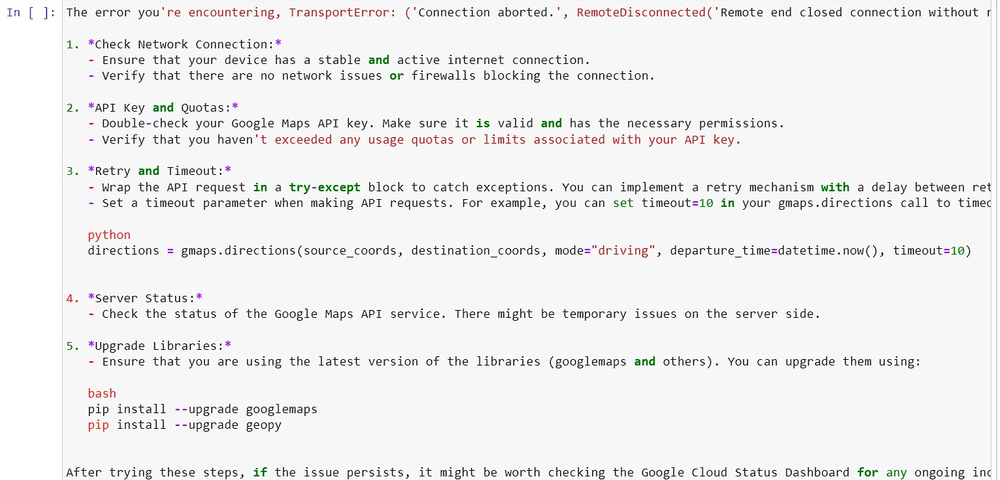 In [ ]: The error you're encountering, TransportError: ('Connection aborted.', RemoteDisconnected('Remote end closed connection without
1. *Check Network Connection:*
- Ensure that your device has a stable and active internet connection.
- Verify that there are no network issues or firewalls blocking the connection.
2. *API Key and Quotas:*
- Double-check your Google Maps API key. Make sure it is valid and has the necessary permissions.
- Verify that you haven't exceeded any usage quotas or limits associated with your API key.
3. *Retry and Timeout:*
- Wrap the API request in a try-except block to catch exceptions. You can implement a retry mechanism with a delay between
- Set a timeout parameter when making API requests. For example, you can set timeout=10 in your gmaps.directions call to
python
directions = gmaps.directions(source_coords, destination_coords, mode="driving", departure_time=datetime.now(), timeout=10)
4. *Server Status:*
- Check the status of the Google Maps API service. There might be temporary issues on the server side.
5. *Upgrade Libraries:*
- Ensure that you are using the latest version of the libraries (googlemaps and others). You can upgrade them using:
bash
pip install --upgrade googlemaps
pip install --upgrade geopy
After trying these steps, if the issue persists, it might be worth checking the Google Cloud Status Dashboard for any ongoing